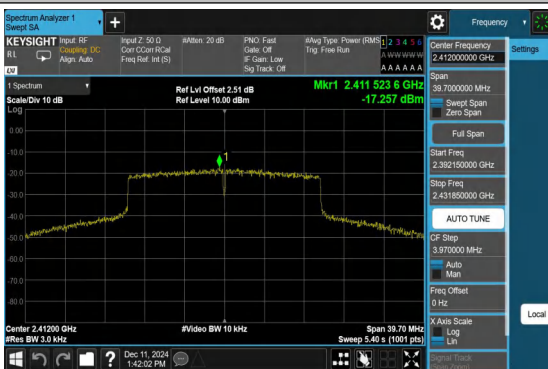 Spectrum Analyzer 1
Swept SA
Frequency
KEYSIGHT
RL
Input: RF
Coupling: DC
Align: Auto
Input Z: 50 Ω
Corr CCorr RCal
Freq Ref: Int (S)
#Atten: 20 dB
PNO: Fast
Gate: Off
IF Gain: Low
Sig Track: Off
#Avg Type: Power (RMS
Trig: Free Run
1 2 3 4 5 6
A W W W W W
A A A A A A
LXI
1 Spectrum
Scale/Div 10 dB
Log
Ref Lvl Offset 2.51 dB
Ref Level 10.00 dBm
Mkr1 2.411 523 6 GHz
-17.257 dBm
1
0.00
-10.0
-20.0
-30.0
-40.0
-50.0
-60.0
-70.0
-80.0
Center 2.41200 GHz
#Res BW 3.0 kHz
#Video BW 10 kHz
Span 39.70 MHz
Sweep 5.40 s (1001 pts)
Dec 11, 2024
1:42:02 PM
Center Frequency
2.412000000 GHz
Settings
Span
39.7000000 MHz
Swept Span
Zero Span
Full Span
Start Freq
2.392150000 GHz
Stop Freq
2.431850000 GHz
AUTO TUNE
CF Step
3.970000 MHz
Auto
Man
Freq Offset
0 Hz
X Axis Scale
Log
Lin
Local
Signal Track